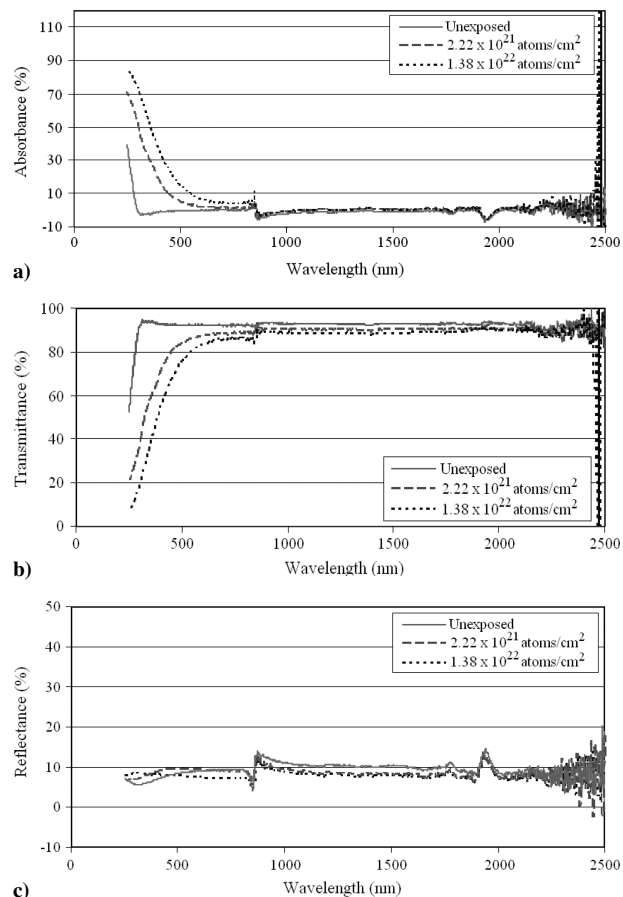 Unexposed
2.22 x 10²¹ atoms/cm²
1.38 x 10²² atoms/cm²
Absorbance (%)
110
90
70
50
30
10
-10
0
500
1000
1500
2000
2500
Wavelength (nm)
a)
Unexposed
2.22 x 10²¹ atoms/cm²
1.38 x 10²² atoms/cm²
Transmittance (%)
100
80
60
40
20
0
0
500
1000
1500
2000
2500
Wavelength (nm)
b)
Unexposed
2.22 x 10²¹ atoms/cm²
1.38 x 10²² atoms/cm²
Reflectance (%)
50
40
30
20
10
0
-10
0
500
1000
1500
2000
2500
Wavelength (nm)
c)